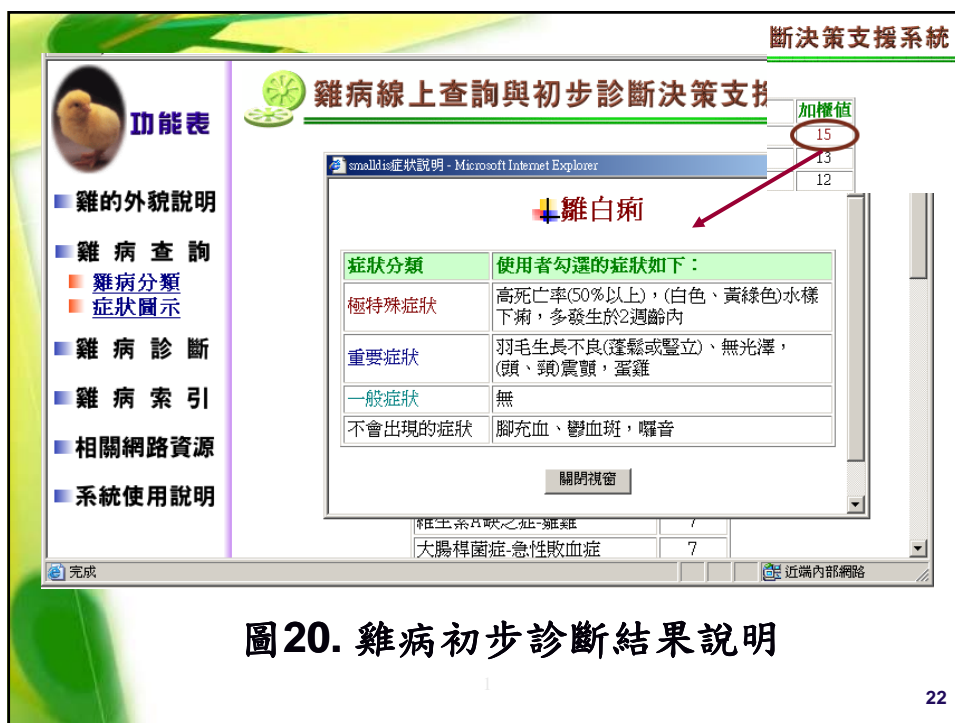 斷決策支援系統
功能表
雞病線上查詢與初步診斷決策支
加權值
15
13
12
雞的外貌說明
雞 病 查 詢
雞病分類
症狀圖示
雞 病 診 斷
雞 病 索 引
相關網路資源
系統使用說明
smalldis症狀說明 - Microsoft Internet Explorer
雛白痢
症狀分類 使用者勾選的症狀如下：
極特殊症狀 高死亡率(50%以上)，(白色、黃綠色)水樣
下痢，多發生於2週齡內
重要症狀 羽毛生長不良(蓬鬆或豎立)、無光澤，
(頭、頸)震顫，蛋雞
一般症狀 無
不會出現的症狀 腳充血、鬱血斑，囉音
關閉視窗
維生素A缺乏症-雛雞 7
大腸桿菌症-急性敗血症 7
完成 近端內部網路
圖20. 雞病初步診斷結果說明
22